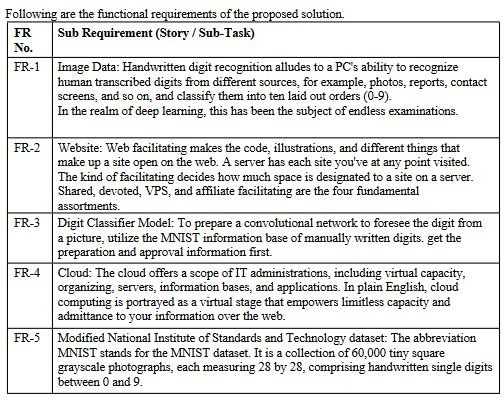 Following are the functional requirements of the proposed solution.
FR Sub Requirement (Story / Sub-Task)
No.
FR-1 Image Data: Handwritten digit recognition alludes to a PC's ability to recognize
human transcribed digits from different sources, for example, photos, reports, contact
screens, and so on, and classify them into ten laid out orders (0-9).
In the realm of deep learning, this has been the subject of endless examinations.
FR-2 Website: Web facilitating makes the code, illustrations, and different things that
make up a site open on the web. A server has each site you've at any point visited.
The kind of facilitating decides how much space is designated to a site on a server.
Shared, devoted, VPS, and affiliate facilitating are the four fundamental
assortments.
FR-3 Digit Classifier Model: To prepare a convolutional network to foresee the digit from
a picture, utilize the MNIST information base of manually written digits. get the
preparation and approval information first.
FR-4 Cloud: The cloud offers a scope of IT administrations, including virtual capacity,
organizing, servers, information bases, and applications. In plain English, cloud
computing is portrayed as a virtual stage that empowers limitless capacity and
admittance to your information over the web.
FR-5 Modified National Institute of Standards and Technology dataset: The abbreviation
MNIST stands for the MNIST dataset. It is a collection of 60,000 tiny square
grayscale photographs, each measuring 28 by 28, comprising handwritten single digits
between 0 and 9.